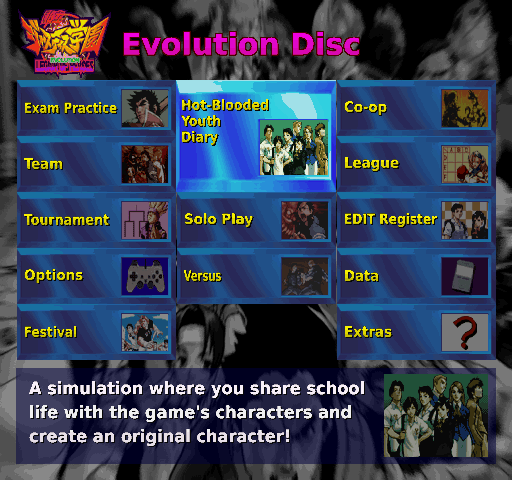 Evolution Disc
Exam Practice
Hot-Blooded
Youth
Diary
Co-op
Team
League
Tournament
Solo Play
EDIT Register
Options
Versus
Data
Festival
Extras
A simulation where you share school
life with the game's characters and
create an original character!